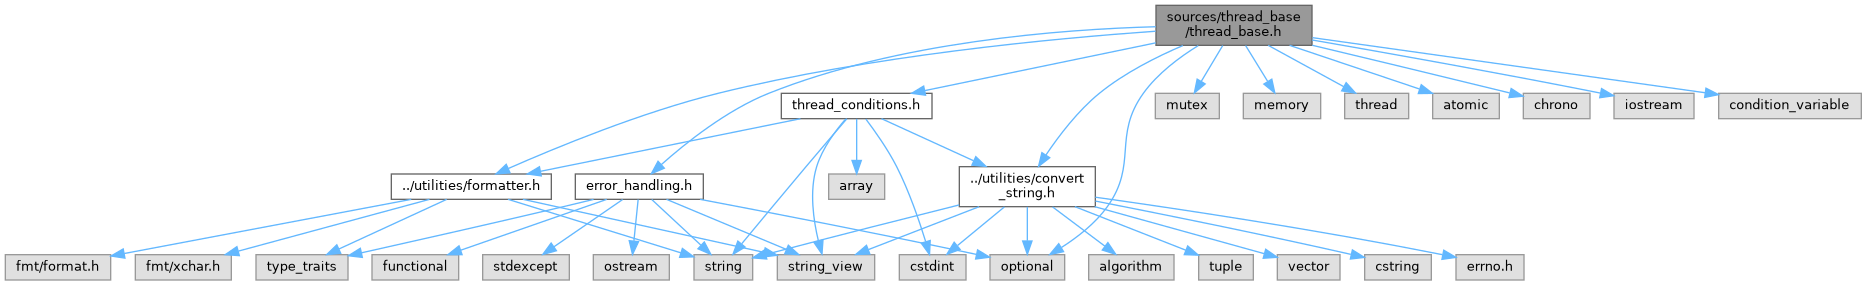 sources/thread_base
/thread_base.h
thread_conditions.h
mutex
memory
thread
atomic
chrono
iostream
condition_variable
../utilities/formatter.h
error_handling.h
array
../utilities/convert
_string.h
fmt/format.h
fmt/xchar.h
type_traits
functional
stdexcept
ostream
string
string_view
cstdint
optional
algorithm
tuple
vector
cstring
errno.h